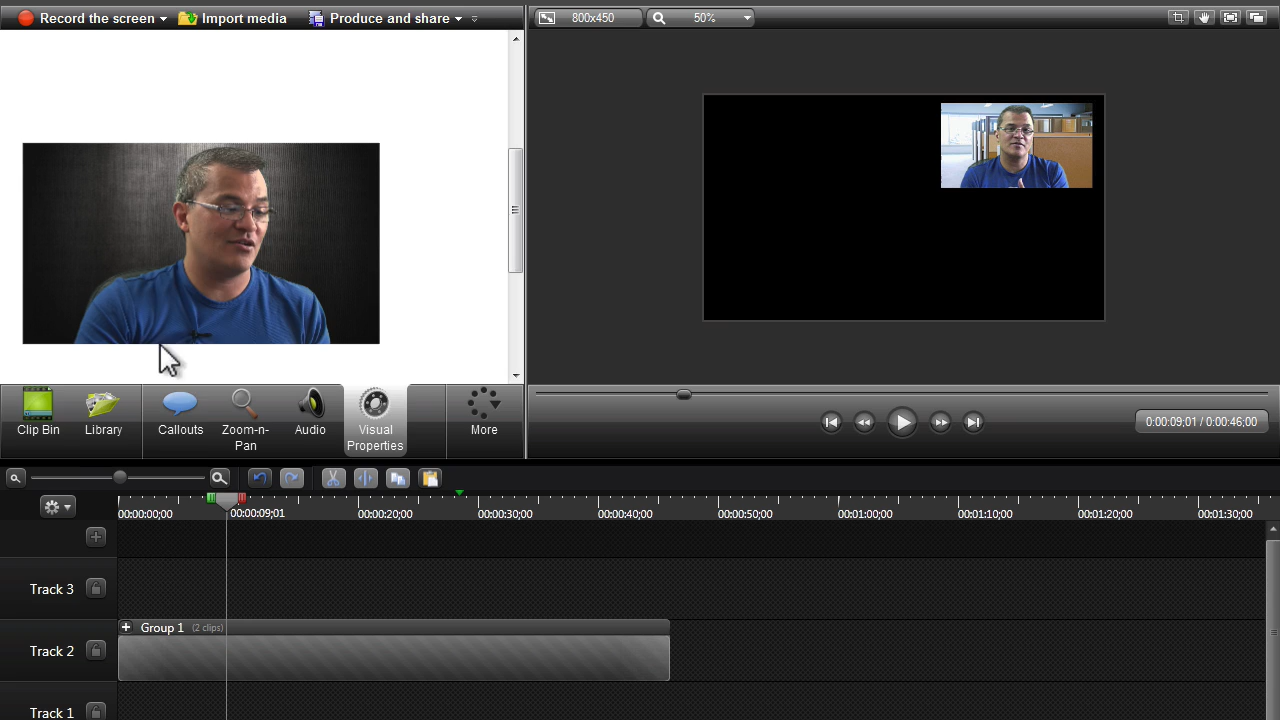 Record the screen Import media Produce and share
800x450 50%
Clip Bin Library Callouts Zoom-n-Pan Audio Visual Properties More
0:00:09;01 / 0:00:46;00
00:00:00;00 00:00:09;01 00:00:20;00 00:00:30;00 00:00:40;00 00:00:50;00 00:01:00;00 00:01:10;00 00:01:20;00 00:01:30;00
Track 3
Group 1 (2 clips)
Track 2
Track 1